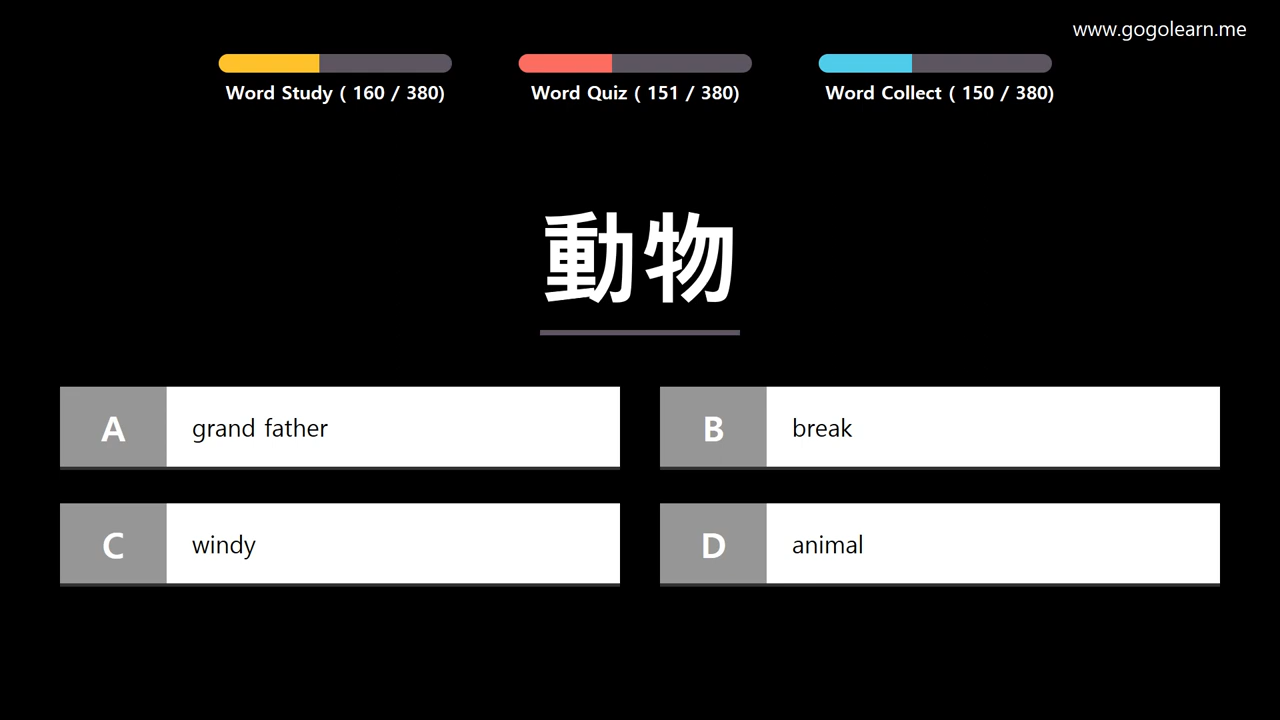 www.gogolearn.me
Word Study ( 160 / 380)
Word Quiz ( 151 / 380)
Word Collect ( 150 / 380)
動物
A grand father
B break
C windy
D animal